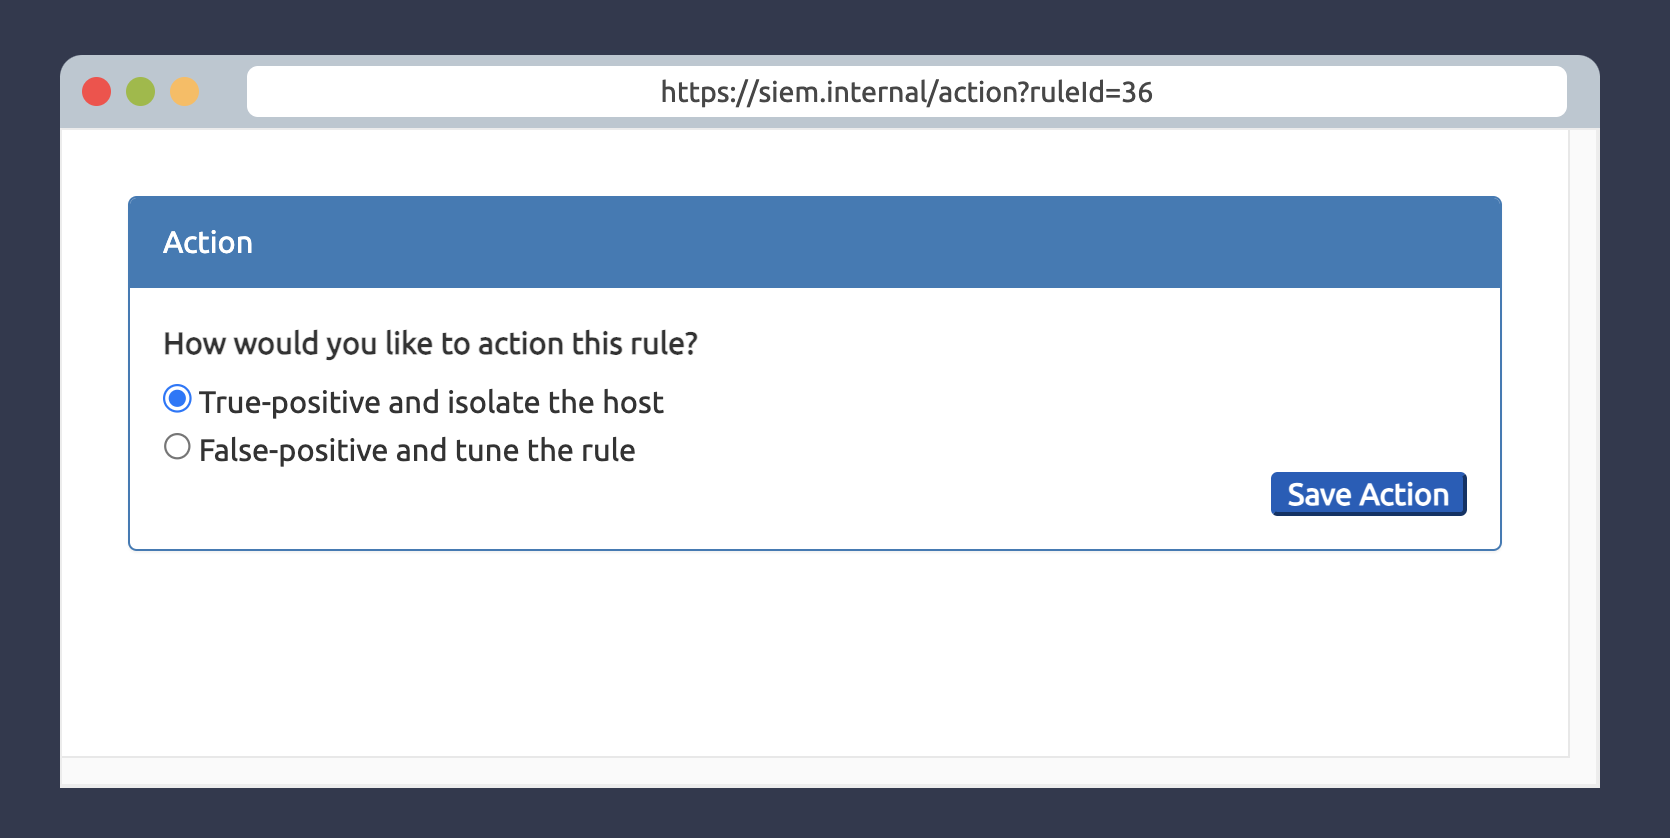 https://siem.internal/action?ruleId=36
Action
How would you like to action this rule?
True-positive and isolate the host
False-positive and tune the rule
Save Action